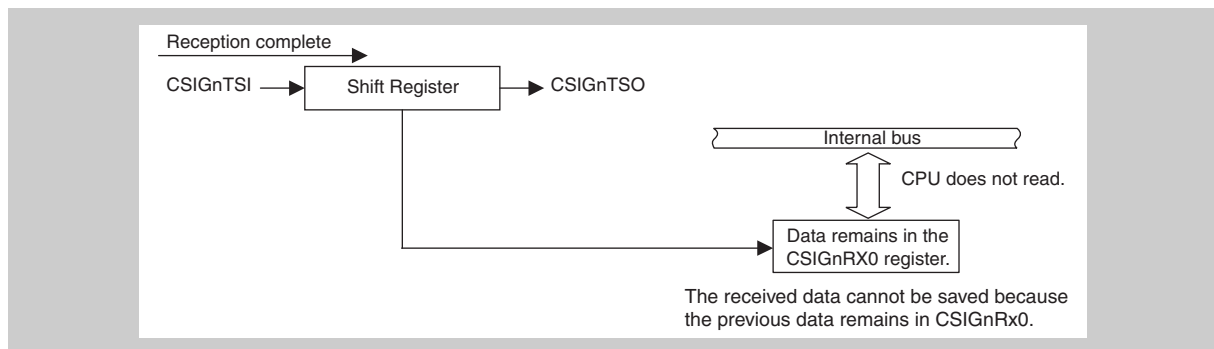 Reception complete
CSIGnTSI
Shift Register
CSIGnTSO
Internal bus
CPU does not read.
Data remains in the
CSIGnRX0 register.
The received data cannot be saved because
the previous data remains in CSIGnRx0.